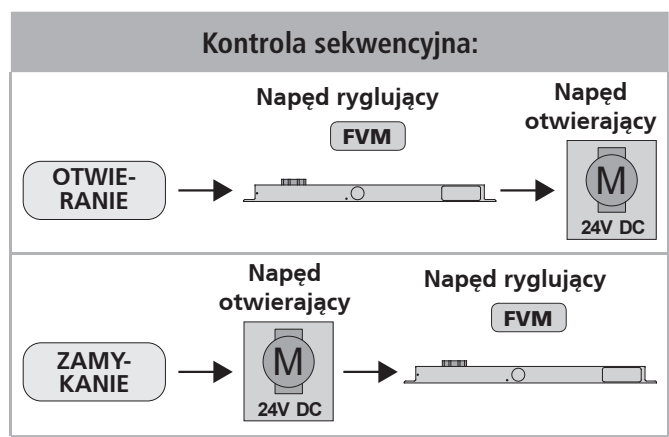 Kontrola sekwencyjna:
Napęd ryglujący
FVM
Napęd
otwierający
OTWIE-
RANIE
M
24V DC
Napęd
otwierający
Napęd ryglujący
FVM
ZAMY-
KANIE
M
24V DC